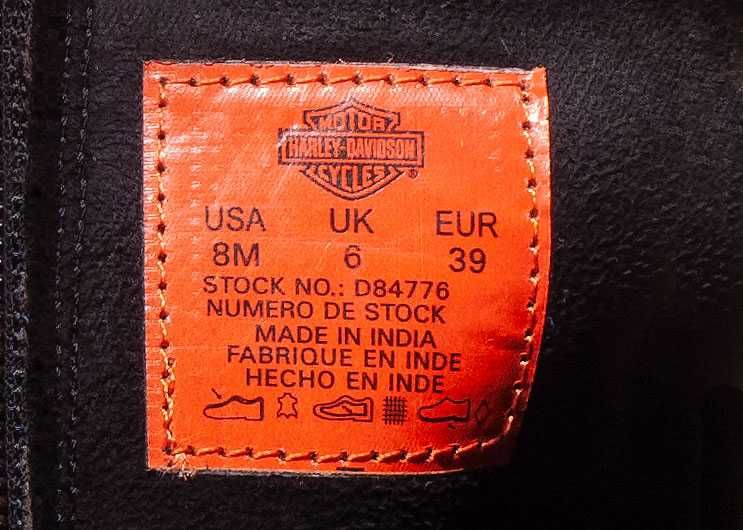 MOTOR
HARLEY-DAVIDSON
CYCLES®
USA UK EUR
8M 6 39
STOCK NO.: D84776
NUMERO DE STOCK
MADE IN INDIA
FABRIQUE EN INDE
HECHO EN INDE